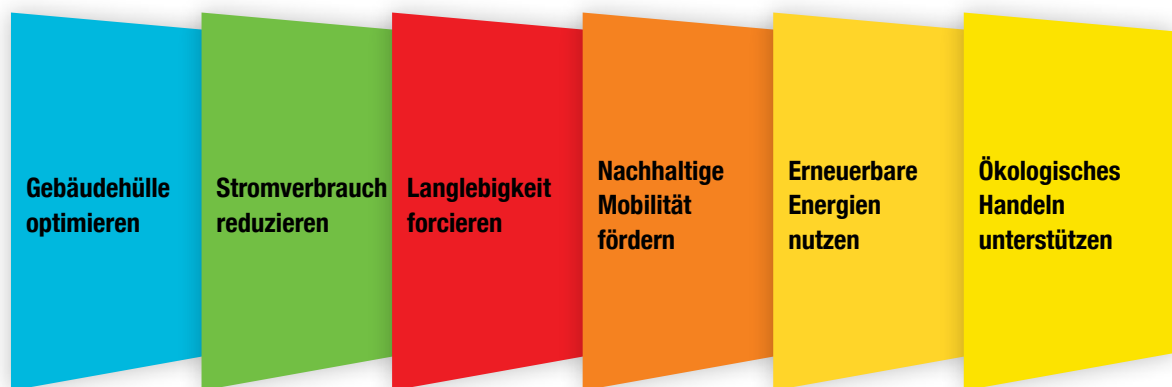 Gebäudehülle
optimieren
Stromverbrauch
reduzieren
Langlebigkeit
forcieren
Nachhaltige
Mobilität
fördern
Erneuerbare
Energien
nutzen
Ökologisches
Handeln
unterstützen